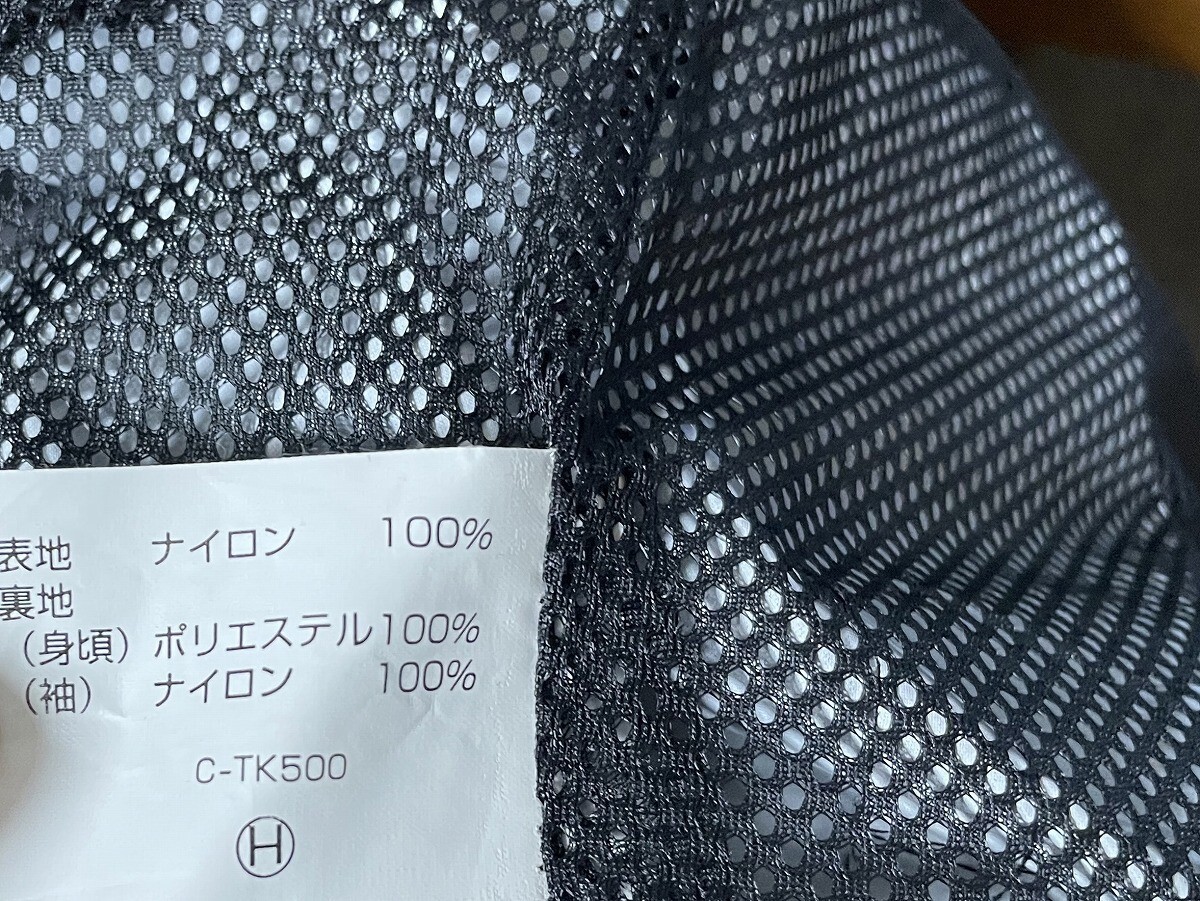 表地 ナイロン 100%
裏地
（身頃）ポリエステル100%
（袖） ナイロン 100%
C-TK500
Ⓗ